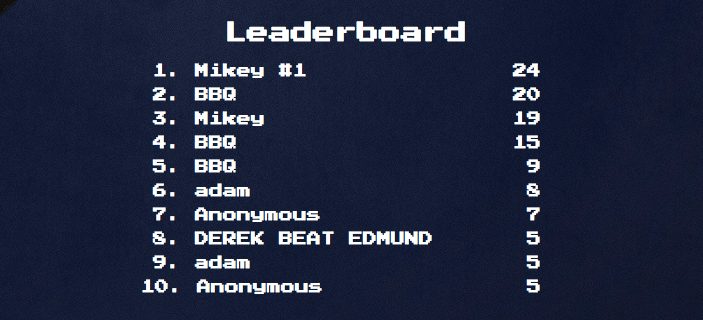 Leaderboard
1. Mikey #1 24
2. BBQ 20
3. Mikey 19
4. BBQ 15
5. BBQ 9
6. adam 8
7. Anonymous 7
8. DEREK BEAT EDMUND 5
9. adam 5
10. Anonymous 5